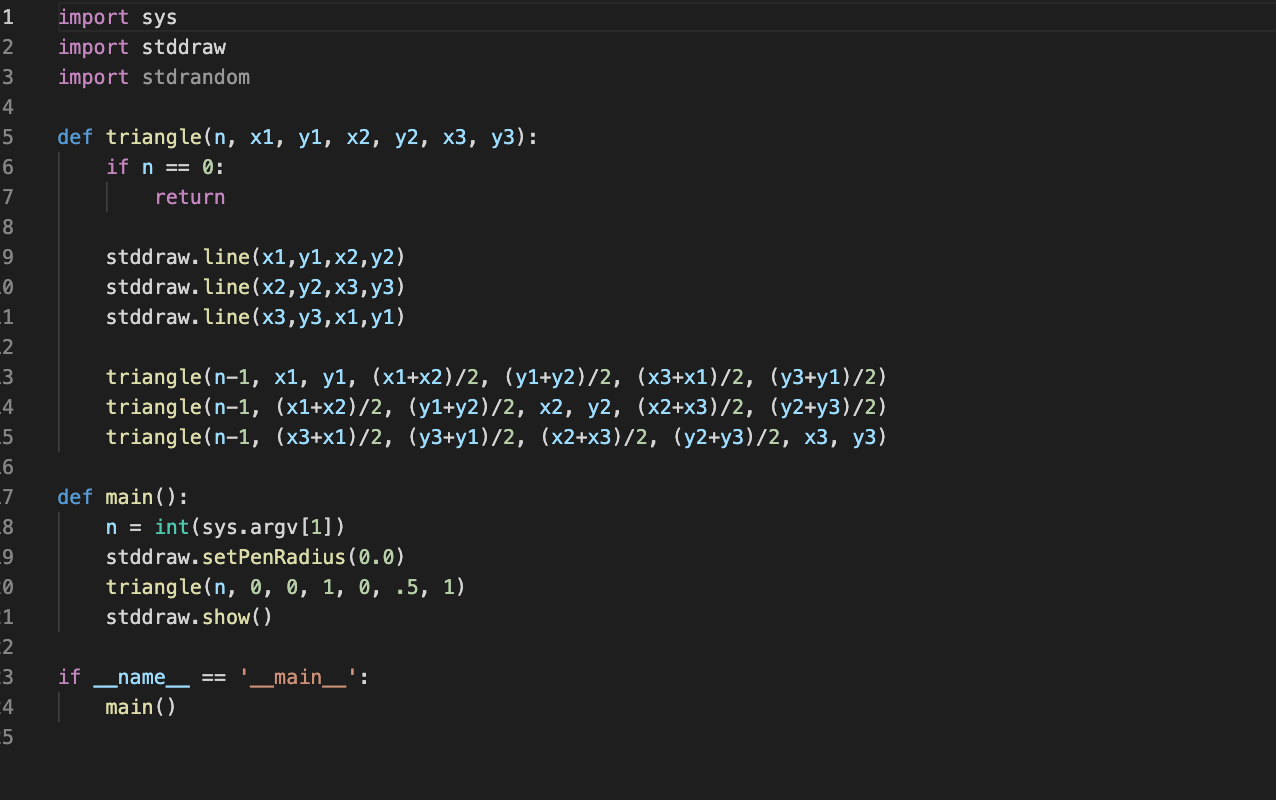 1 import sys
2 import stddraw
3 import stdrandom
4
5 def triangle(n, x1, y1, x2, y2, x3, y3):
6     if n == 0:
7         return
8
9     stddraw.line(x1,y1,x2,y2)
0     stddraw.line(x2,y2,x3,y3)
1     stddraw.line(x3,y3,x1,y1)
2
3     triangle(n-1, x1, y1, (x1+x2)/2, (y1+y2)/2, (x3+x1)/2, (y3+y1)/2)
4     triangle(n-1, (x1+x2)/2, (y1+y2)/2, x2, y2, (x2+x3)/2, (y2+y3)/2)
5     triangle(n-1, (x3+x1)/2, (y3+y1)/2, (x2+x3)/2, (y2+y3)/2, x3, y3)
6
7 def main():
8     n = int(sys.argv[1])
9     stddraw.setPenRadius(0.0)
0     triangle(n, 0, 0, 1, 0, .5, 1)
1     stddraw.show()
2
3 if __name__ == '__main__':
4     main()
5